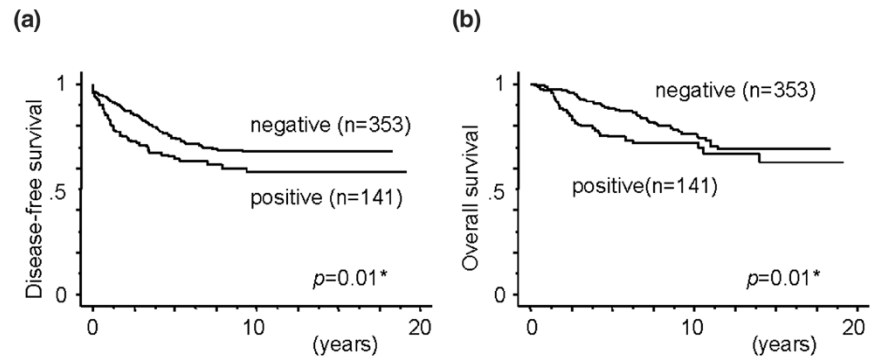 (a)
Disease-free survival
1
.5
0
negative (n=353)
positive (n=141)
p=0.01*
0
10
20
(years)
(b)
Overall survival
1
.5
0
negative (n=353)
positive(n=141)
p=0.01*
0
10
20
(years)